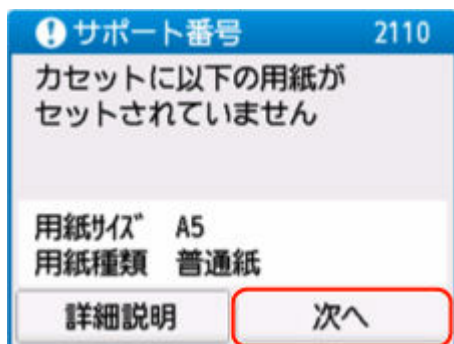 サポート番号 2110
カセットに以下の用紙が
セットされていません
用紙サイズ A5
用紙種類 普通紙
詳細説明 次へ